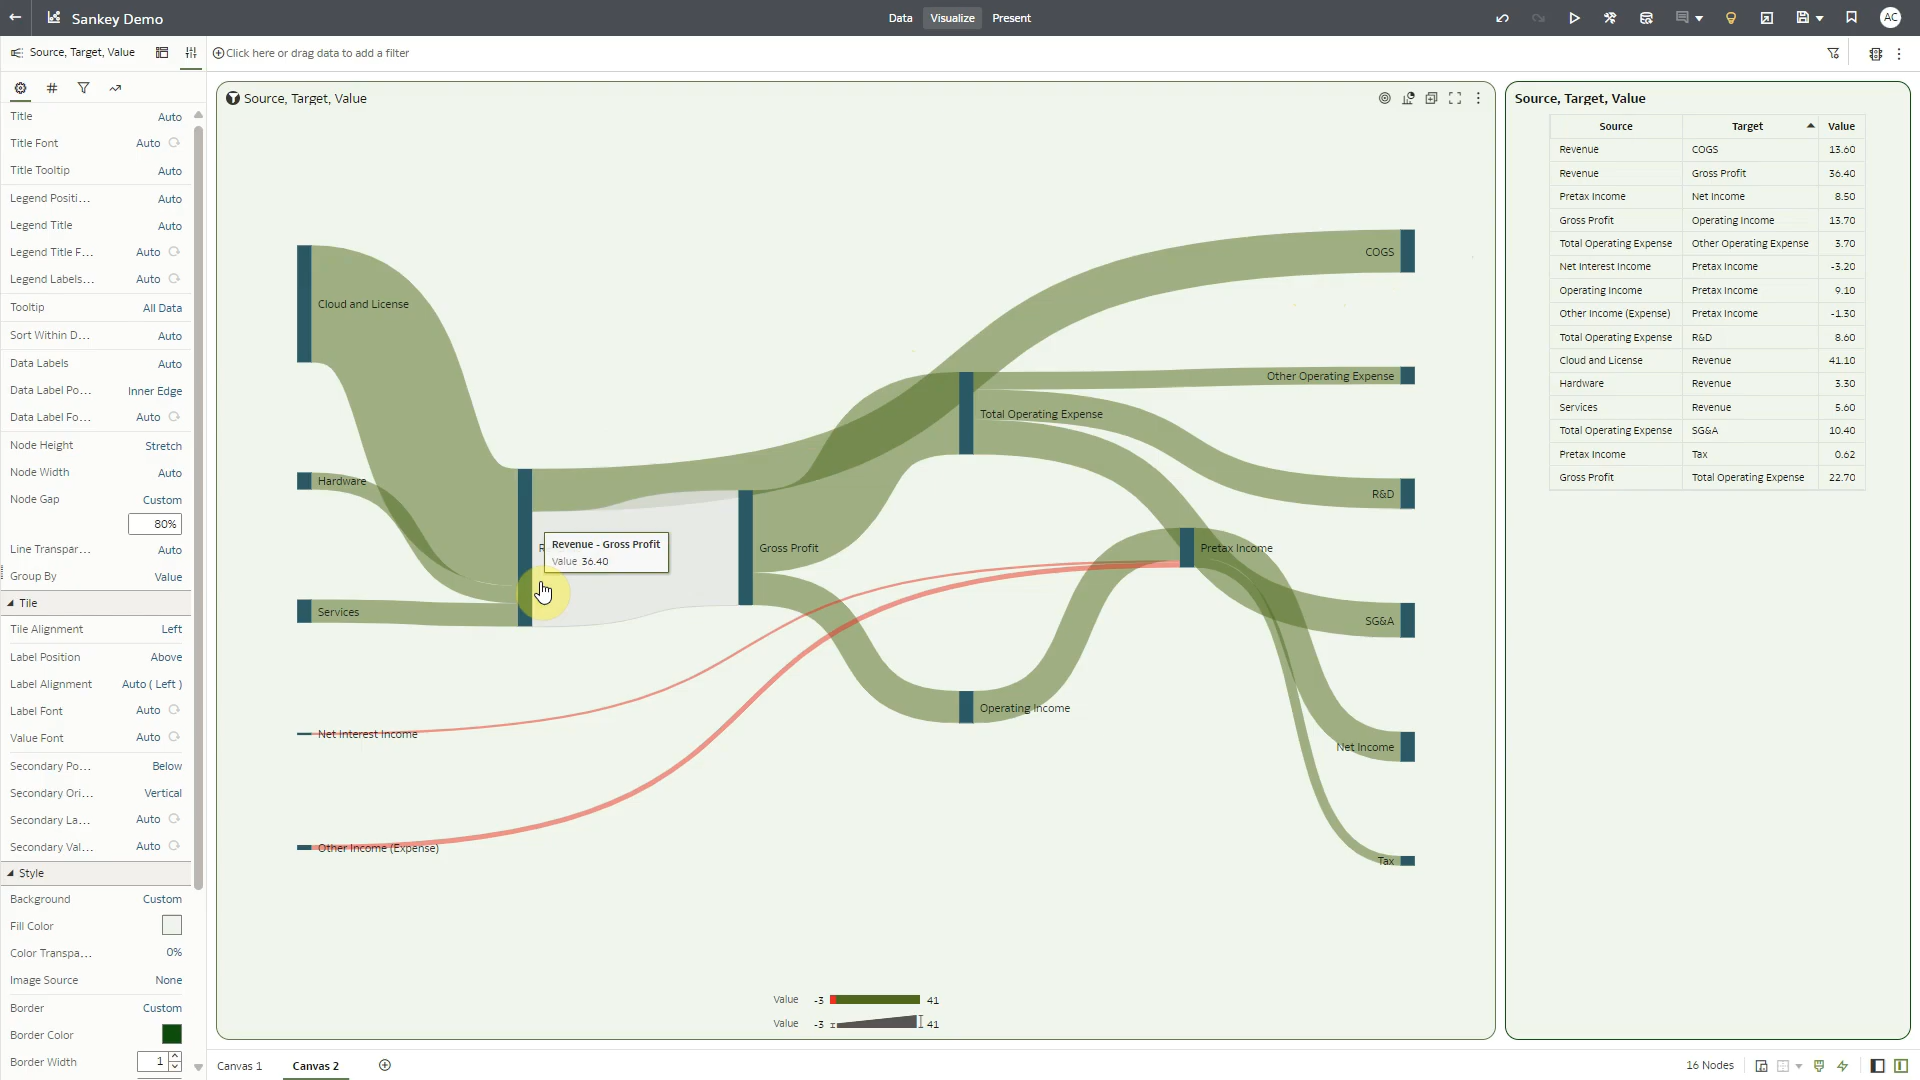 Sankey Demo
Data
Visualize
Present
AC
Source, Target, Value
Click here or drag data to add a filter
Title Auto
Title Font Auto
Title Tooltip Auto
Legend Positi... Auto
Legend Title Auto
Legend Title F... Auto
Legend Labels... Auto
Tooltip All Data
Sort Within D... Auto
Data Labels Auto
Data Label Po... Inner Edge
Data Label Fo... Auto
Node Height Stretch
Node Width Auto
Node Gap Custom
80%
Line Transpar... Auto
Group By Value
Tile
Tile Alignment Left
Label Position Above
Label Alignment Auto ( Left )
Label Font Auto
Value Font Auto
Secondary Po... Below
Secondary Ori... Vertical
Secondary La... Auto
Secondary Val... Auto
Style
Background Custom
Fill Color
Color Transpa... 0%
Image Source None
Border Custom
Border Color
Border Width 1
Source, Target, Value
Cloud and License
Hardware
Services
Net Interest Income
Other Income (Expense)
Revenue - Gross Profit
Value 36.40
Gross Profit
Total Operating Expense
Operating Income
Pretax Income
COGS
Other Operating Expense
R&D
SG&A
Net Income
Tax
Value -3 41
Value -3 41
Source, Target, Value
Source Target Value
Revenue COGS 13.60
Revenue Gross Profit 36.40
Pretax Income Net Income 8.50
Gross Profit Operating Income 13.70
Total Operating Expense Other Operating Expense 3.70
Net Interest Income Pretax Income -3.20
Operating Income Pretax Income 9.10
Other Income (Expense) Pretax Income -1.30
Total Operating Expense R&D 8.60
Cloud and License Revenue 41.10
Hardware Revenue 3.30
Services Revenue 5.60
Total Operating Expense SG&A 10.40
Pretax Income Tax 0.62
Gross Profit Total Operating Expense 22.70
Canvas 1
Canvas 2
16 Nodes